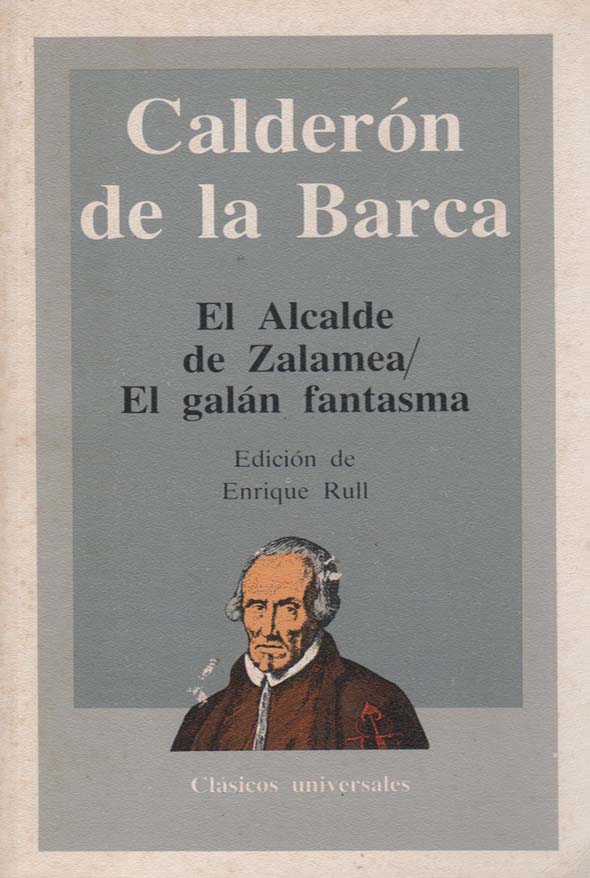 Calderón
de la Barca
El Alcalde
de Zalamea/
El galán fantasma
Edición de
Enrique Rull
Clásicos universales